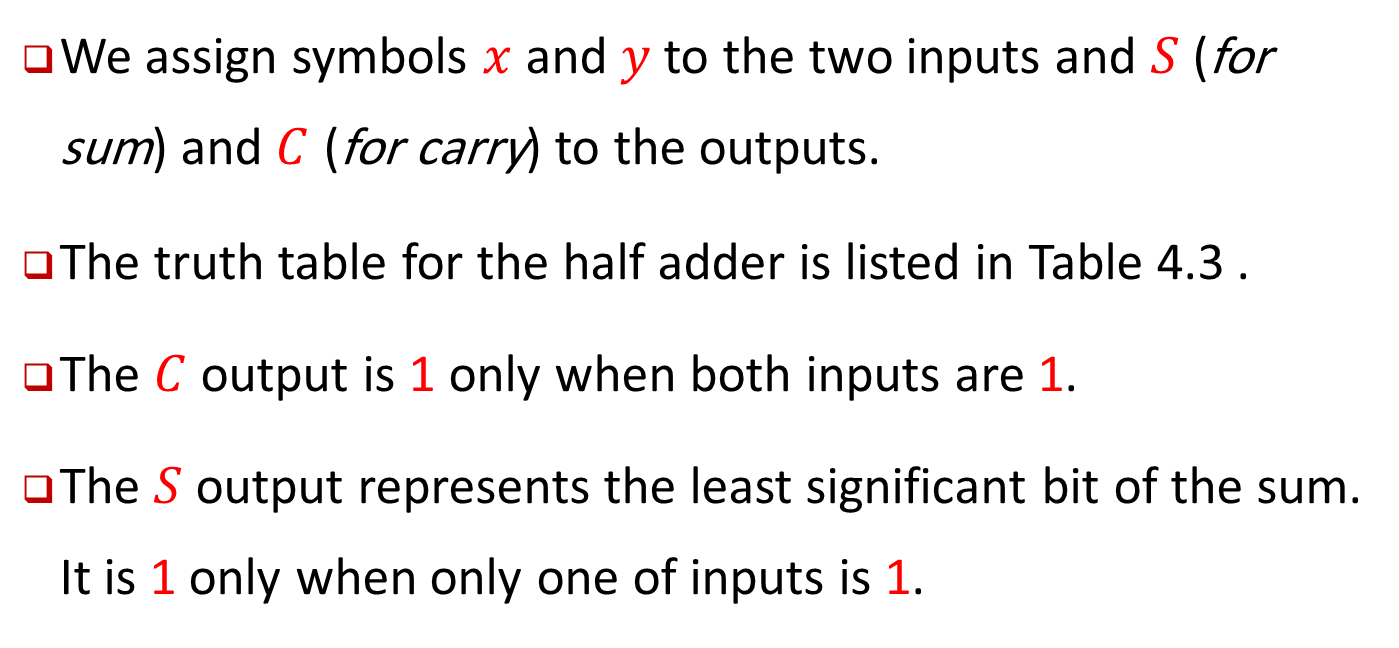 ❑We assign symbols x and y to the two inputs and S (for
sum) and C (for carry) to the outputs.
❑The truth table for the half adder is listed in Table 4.3 .
❑The C output is 1 only when both inputs are 1.
❑The S output represents the least significant bit of the sum.
It is 1 only when only one of inputs is 1.